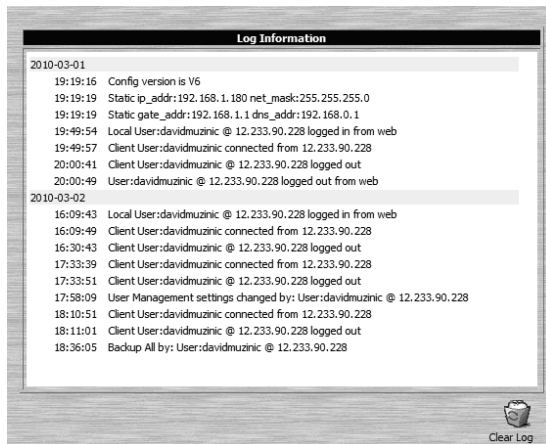 Log Information
2010-03-01
19:19:16 Config version is V6
19:19:19 Static ip_addr:192.168.1.180 net_mask:255.255.255.0
19:19:19 Static gate_addr:192.168.1.1 dns_addr:192.168.0.1
19:49:54 Local User:davidmuzinic @ 12.233.90.228 logged in from web
19:49:57 Client User:davidmuzinic connected from 12.233.90.228
20:00:41 Client User:davidmuzinic @ 12.233.90.228 logged out
20:00:49 User:davidmuzinic @ 12.233.90.228 logged out from web
2010-03-02
16:09:43 Local User:davidmuzinic @ 12.233.90.228 logged in from web
16:09:49 Client User:davidmuzinic connected from 12.233.90.228
16:30:43 Client User:davidmuzinic @ 12.233.90.228 logged out
17:33:39 Client User:davidmuzinic connected from 12.233.90.228
17:33:51 Client User:davidmuzinic @ 12.233.90.228 logged out
17:58:09 User Management settings changed by: User:davidmuzinic @ 12.233.90.228
18:10:51 Client User:davidmuzinic connected from 12.233.90.228
18:11:01 Client User:davidmuzinic @ 12.233.90.228 logged out
18:36:05 Backup All by: User:davidmuzinic @ 12.233.90.228
Clear Log